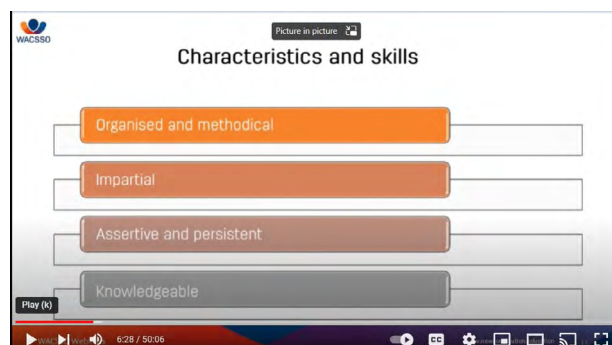 WACSSO
Picture in picture
Characteristics and skills
Organised and methodical
Impartial
Assertive and persistent
Knowledgeable
Play (k)
6:28 / 50:06
CC